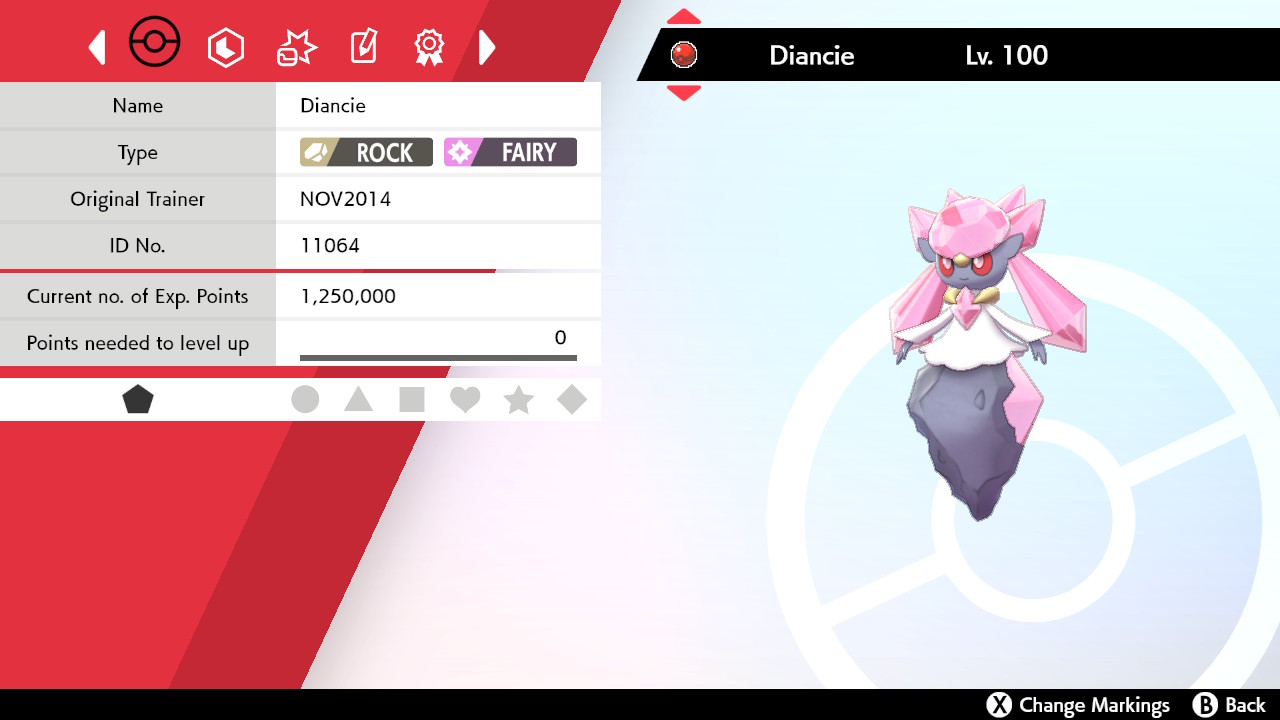 Diancie Lv. 100
Name Diancie
Type ROCK FAIRY
Original Trainer NOV2014
ID No. 11064
Current no. of Exp. Points 1,250,000
Points needed to level up 0
X Change Markings B Back